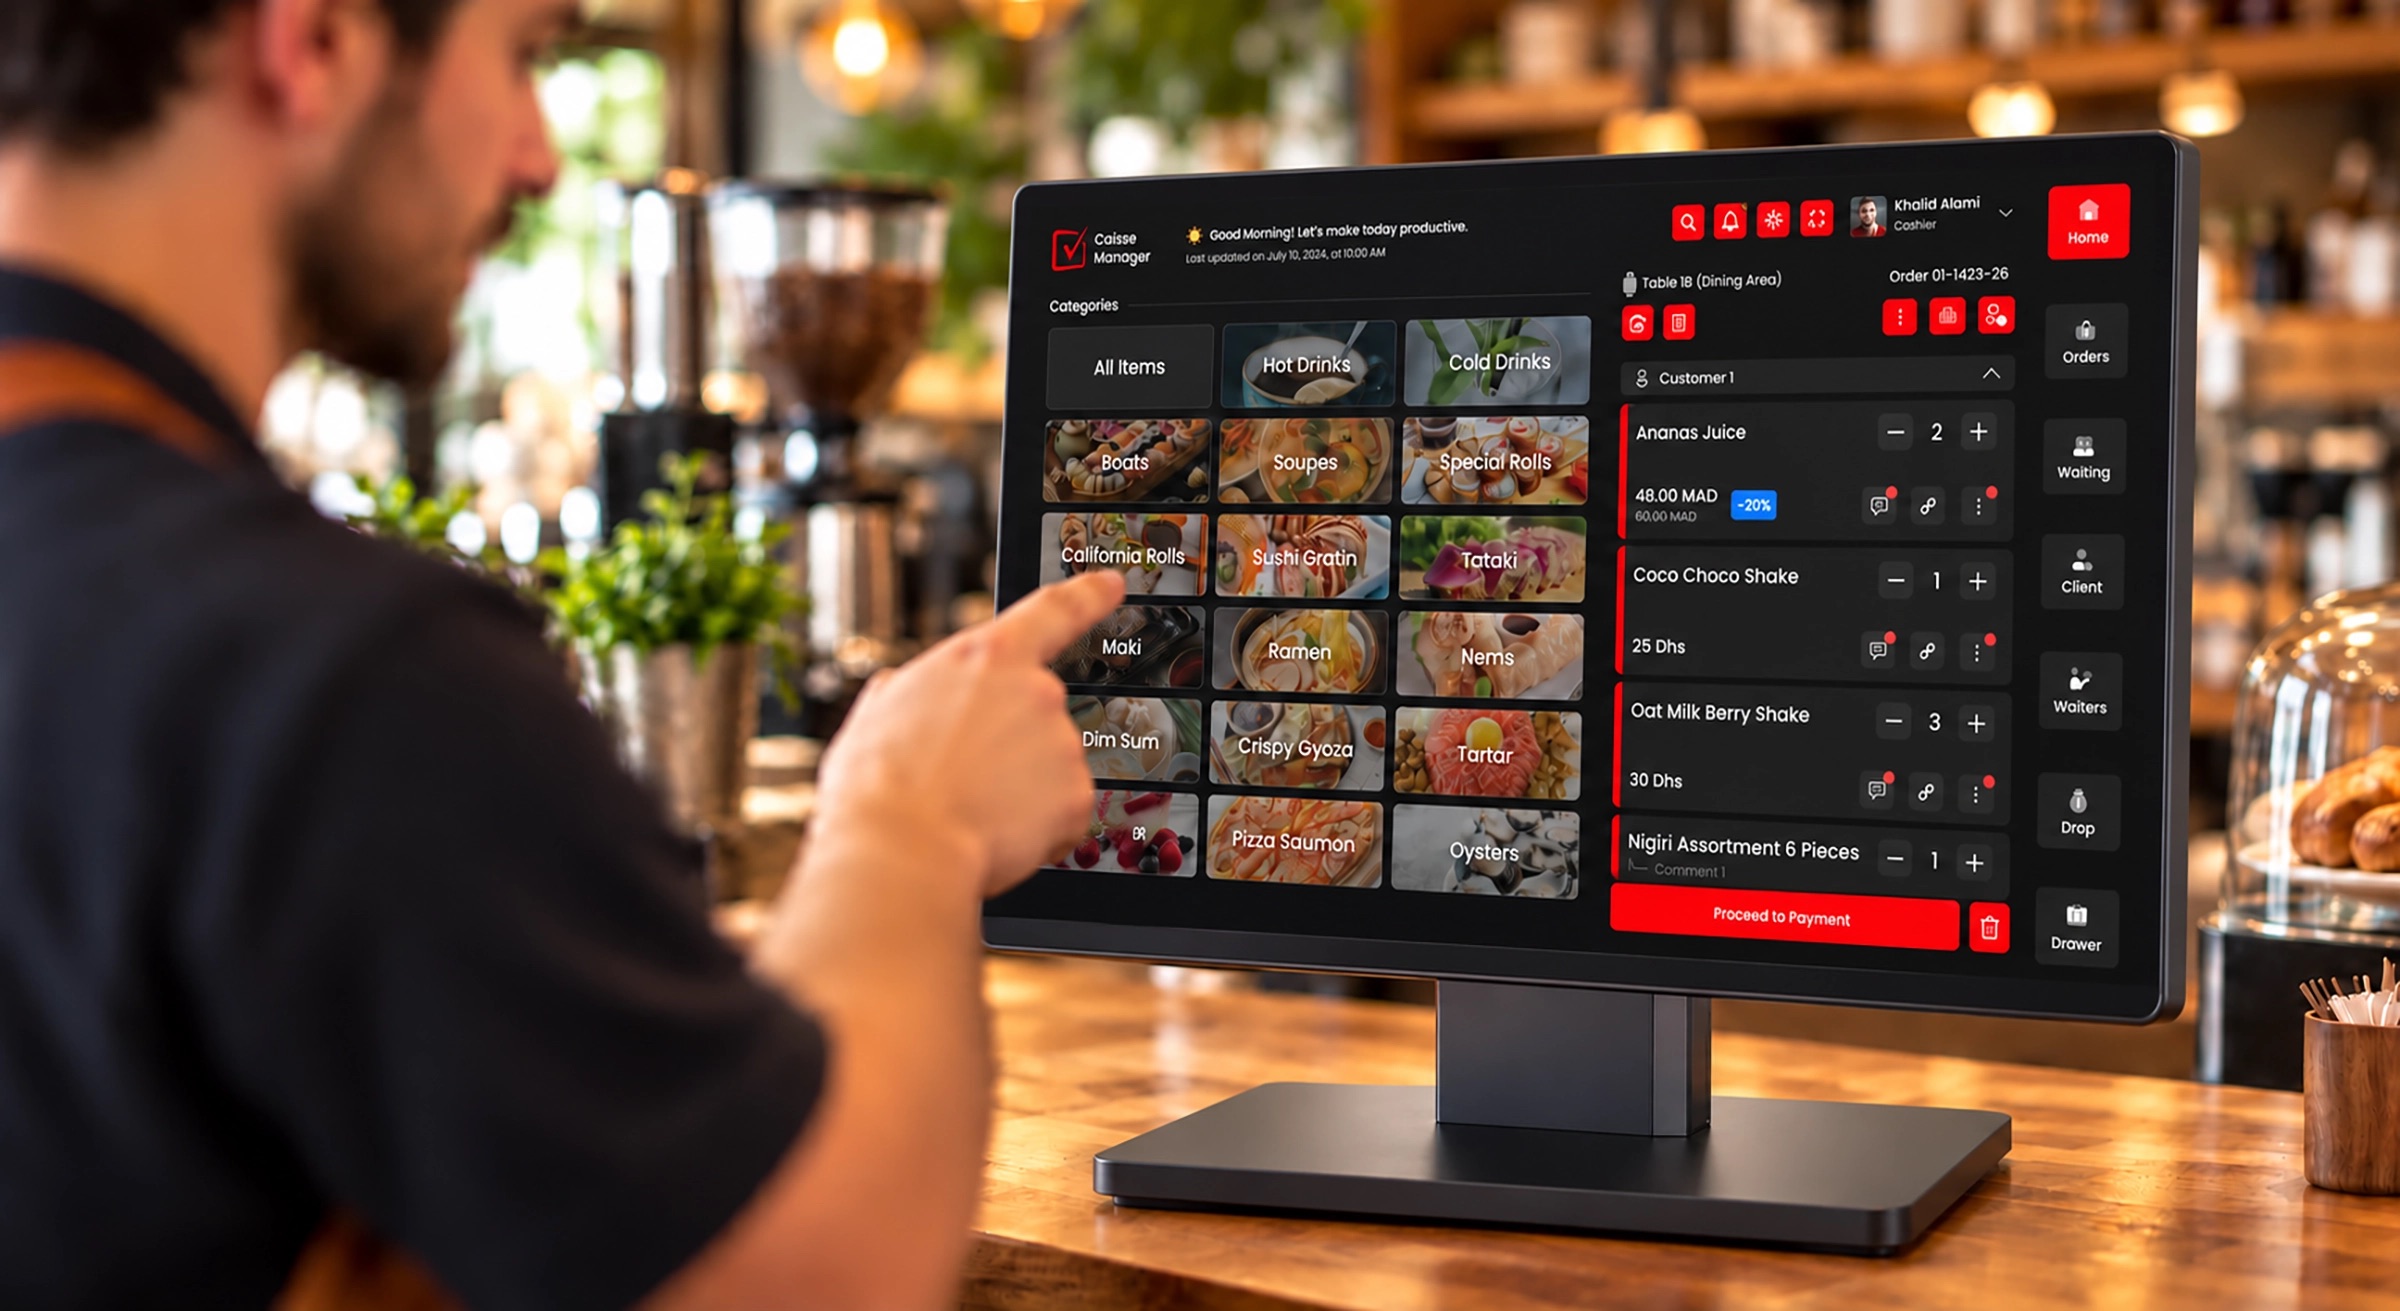 Caisse
Manager
Good Morning! Let's make today productive.
Last updated on July 10, 2024, at 10:00 AM
Khalid Alami
Cashier
Home
Categories
All Items
Hot Drinks
Cold Drinks
Boats
Soupes
Special Rolls
California Rolls
Sushi Gratin
Tataki
Maki
Ramen
Nems
Dim Sum
Crispy Gyoza
Tartar
Pizza Saumon
Oysters
Table 1B (Dining Area)
Order 01-1423-26
Customer 1
Ananas Juice
2
48.00 MAD
-20%
60.00 MAD
Coco Choco Shake
1
25 Dhs
Oat Milk Berry Shake
3
30 Dhs
Nigiri Assortment 6 Pieces
1
Comment 1
Proceed to Payment
Orders
Waiting
Client
Waiters
Drop
Drawer